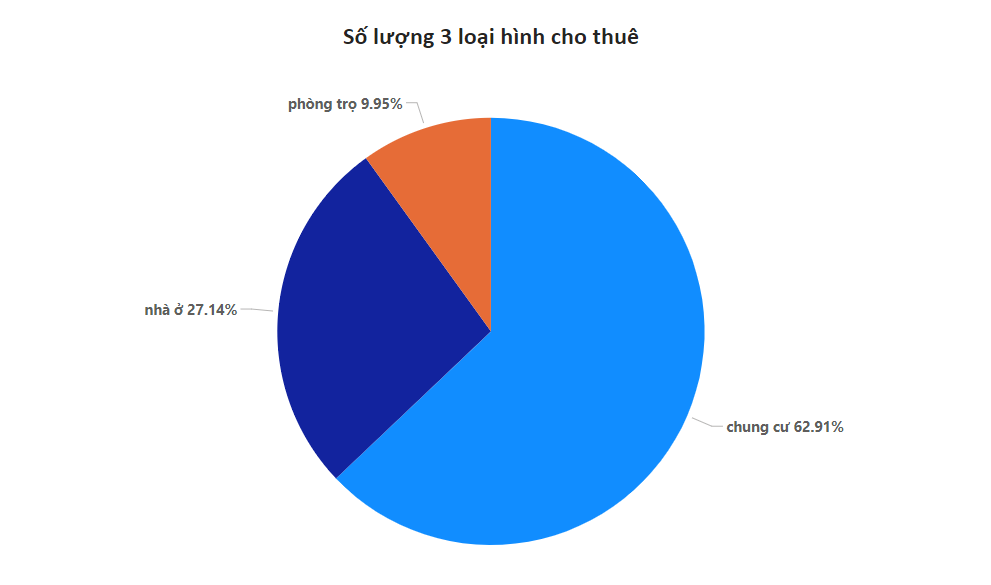 Số lượng 3 loại hình cho thuê
phòng trọ 9.95%
nhà ở 27.14%
chung cư 62.91%